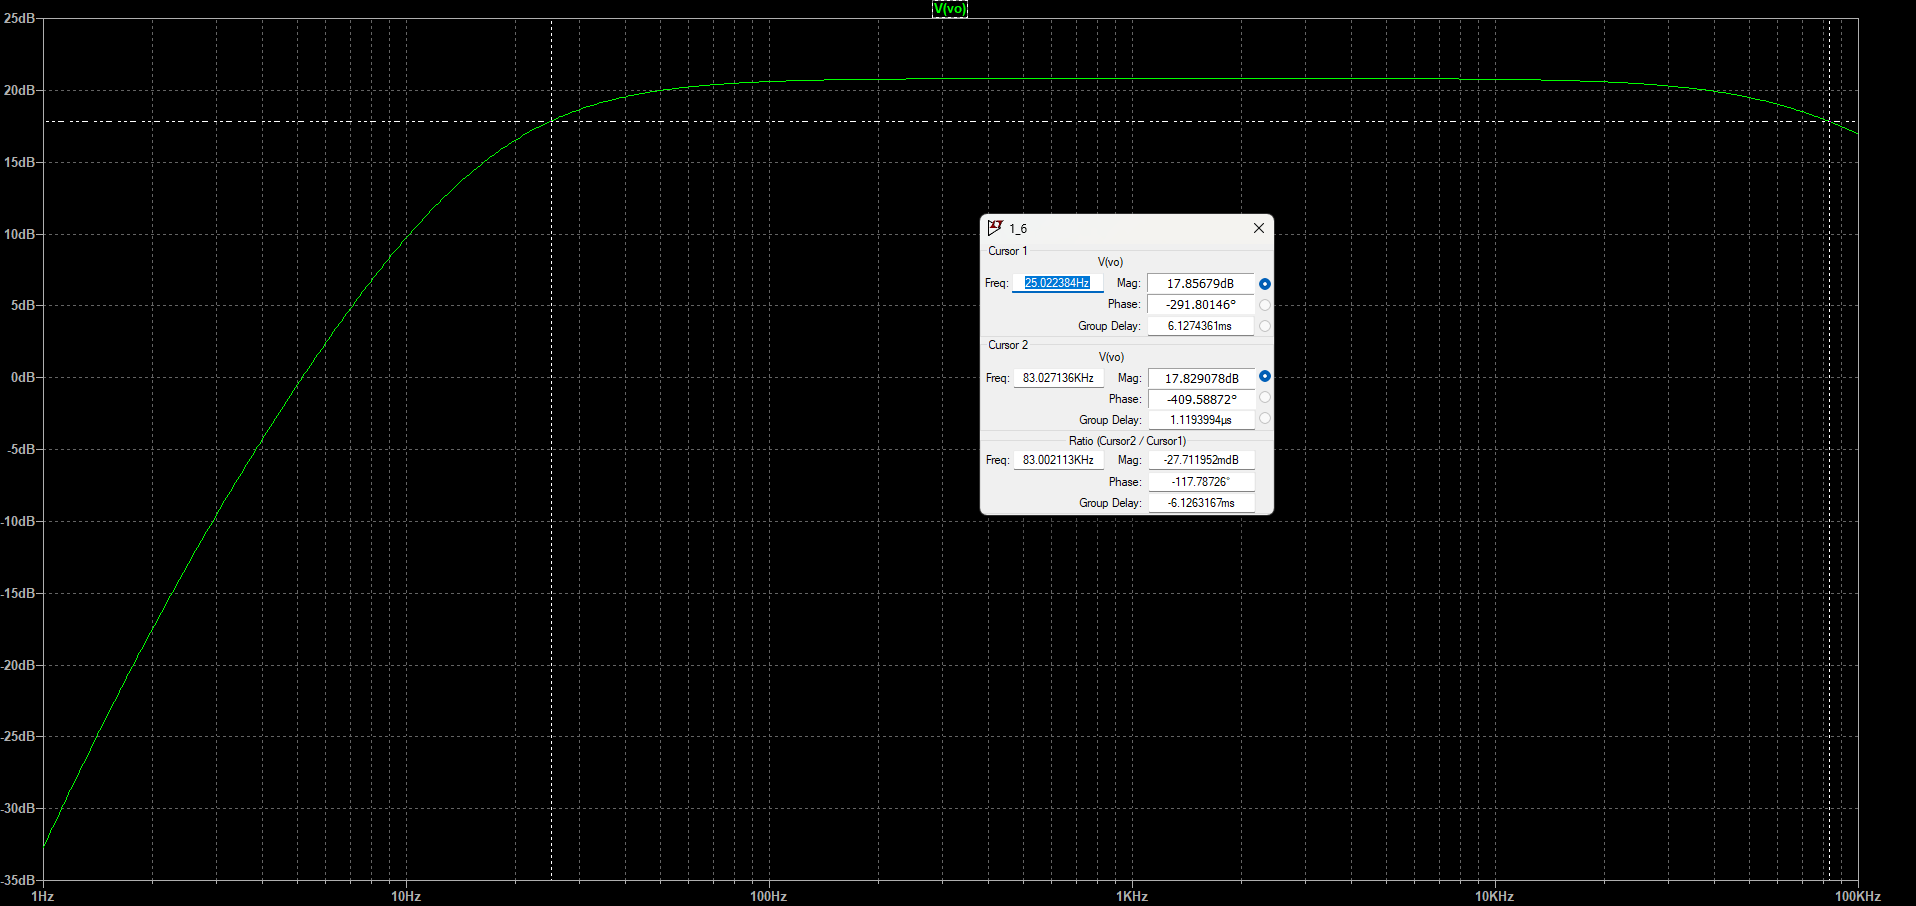 V(vo)
25dB
20dB
15dB
10dB
5dB
0dB
-5dB
-10dB
-15dB
-20dB
-25dB
-30dB
-35dB
1Hz 10Hz 100Hz 1KHz 10KHz 100KHz
1_6
Cursor 1
V(vo)
Freq: 25.022384Hz Mag: 17.85679dB
Phase: -291.80146°
Group Delay: 6.1274361ms
Cursor 2
V(vo)
Freq: 83.027136KHz Mag: 17.829078dB
Phase: -409.58872°
Group Delay: 1.1193994µs
Ratio (Cursor2 / Cursor1)
Freq: 83.002113KHz Mag: -27.711952mdB
Phase: -117.78726°
Group Delay: -6.1263167ms